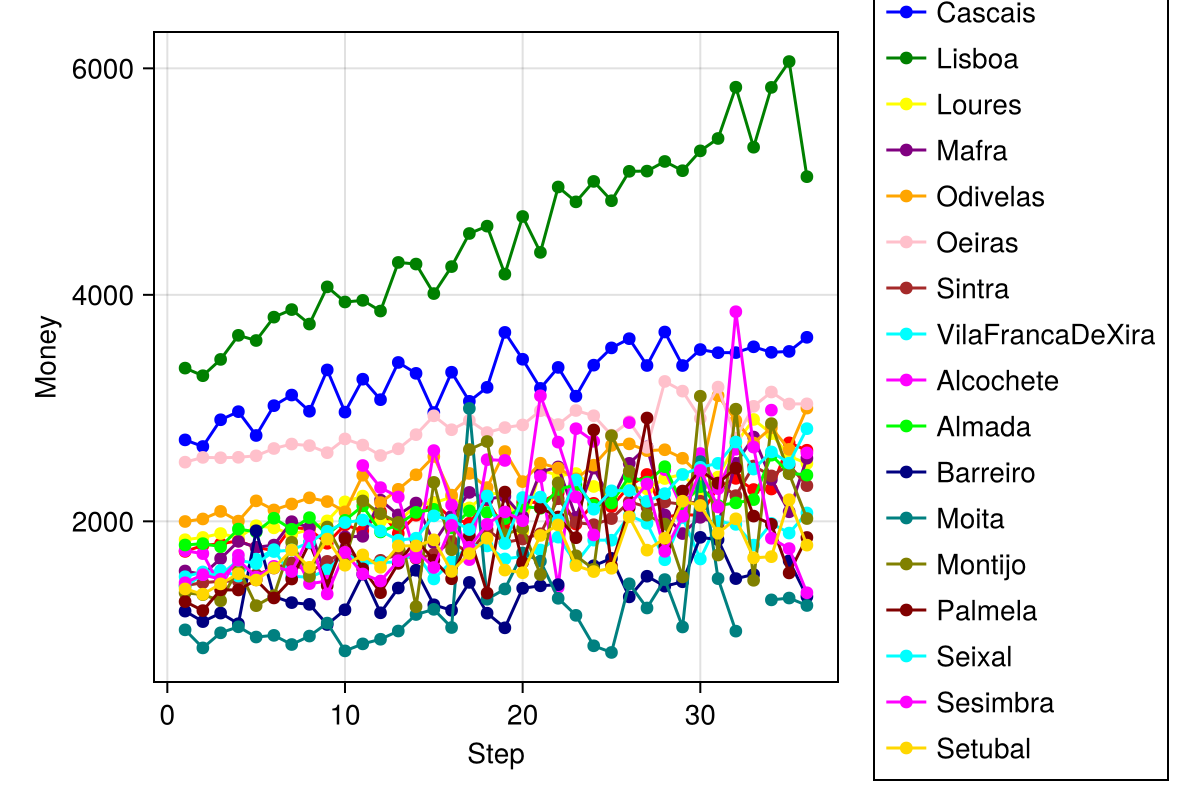 6000
4000
2000
Money
0
10
20
30
Step
Cascais
Lisboa
Loures
Mafra
Odivelas
Oeiras
Sintra
VilaFrancaDeXira
Alcochete
Almada
Barreiro
Moita
Montijo
Palmela
Seixal
Sesimbra
Setubal